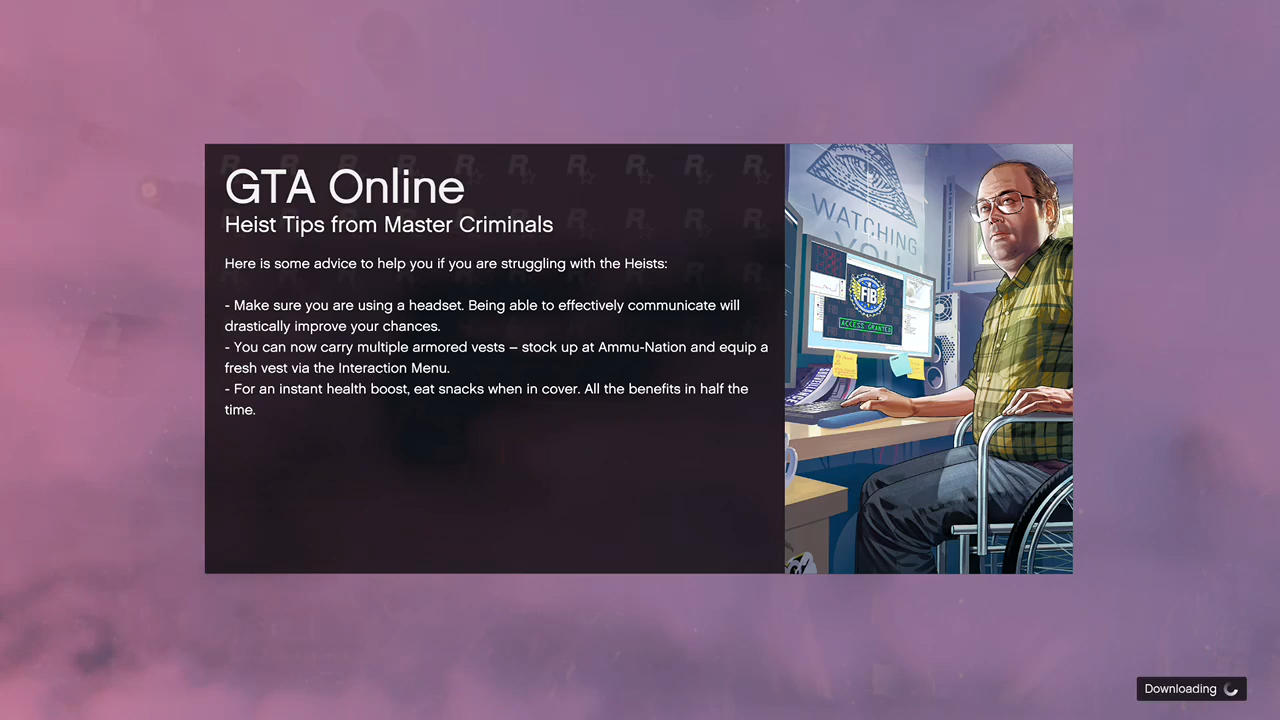 GTA Online
Heist Tips from Master Criminals
Here is some advice to help you if you are struggling with the Heists:
- Make sure you are using a headset. Being able to effectively communicate will
drastically improve your chances.
- You can now carry multiple armored vests – stock up at Ammu-Nation and equip a
fresh vest via the Interaction Menu.
- For an instant health boost, eat snacks when in cover. All the benefits in half the
time.
WATCHING
YOU
FIB
ACCESS GRANTED
Downloading